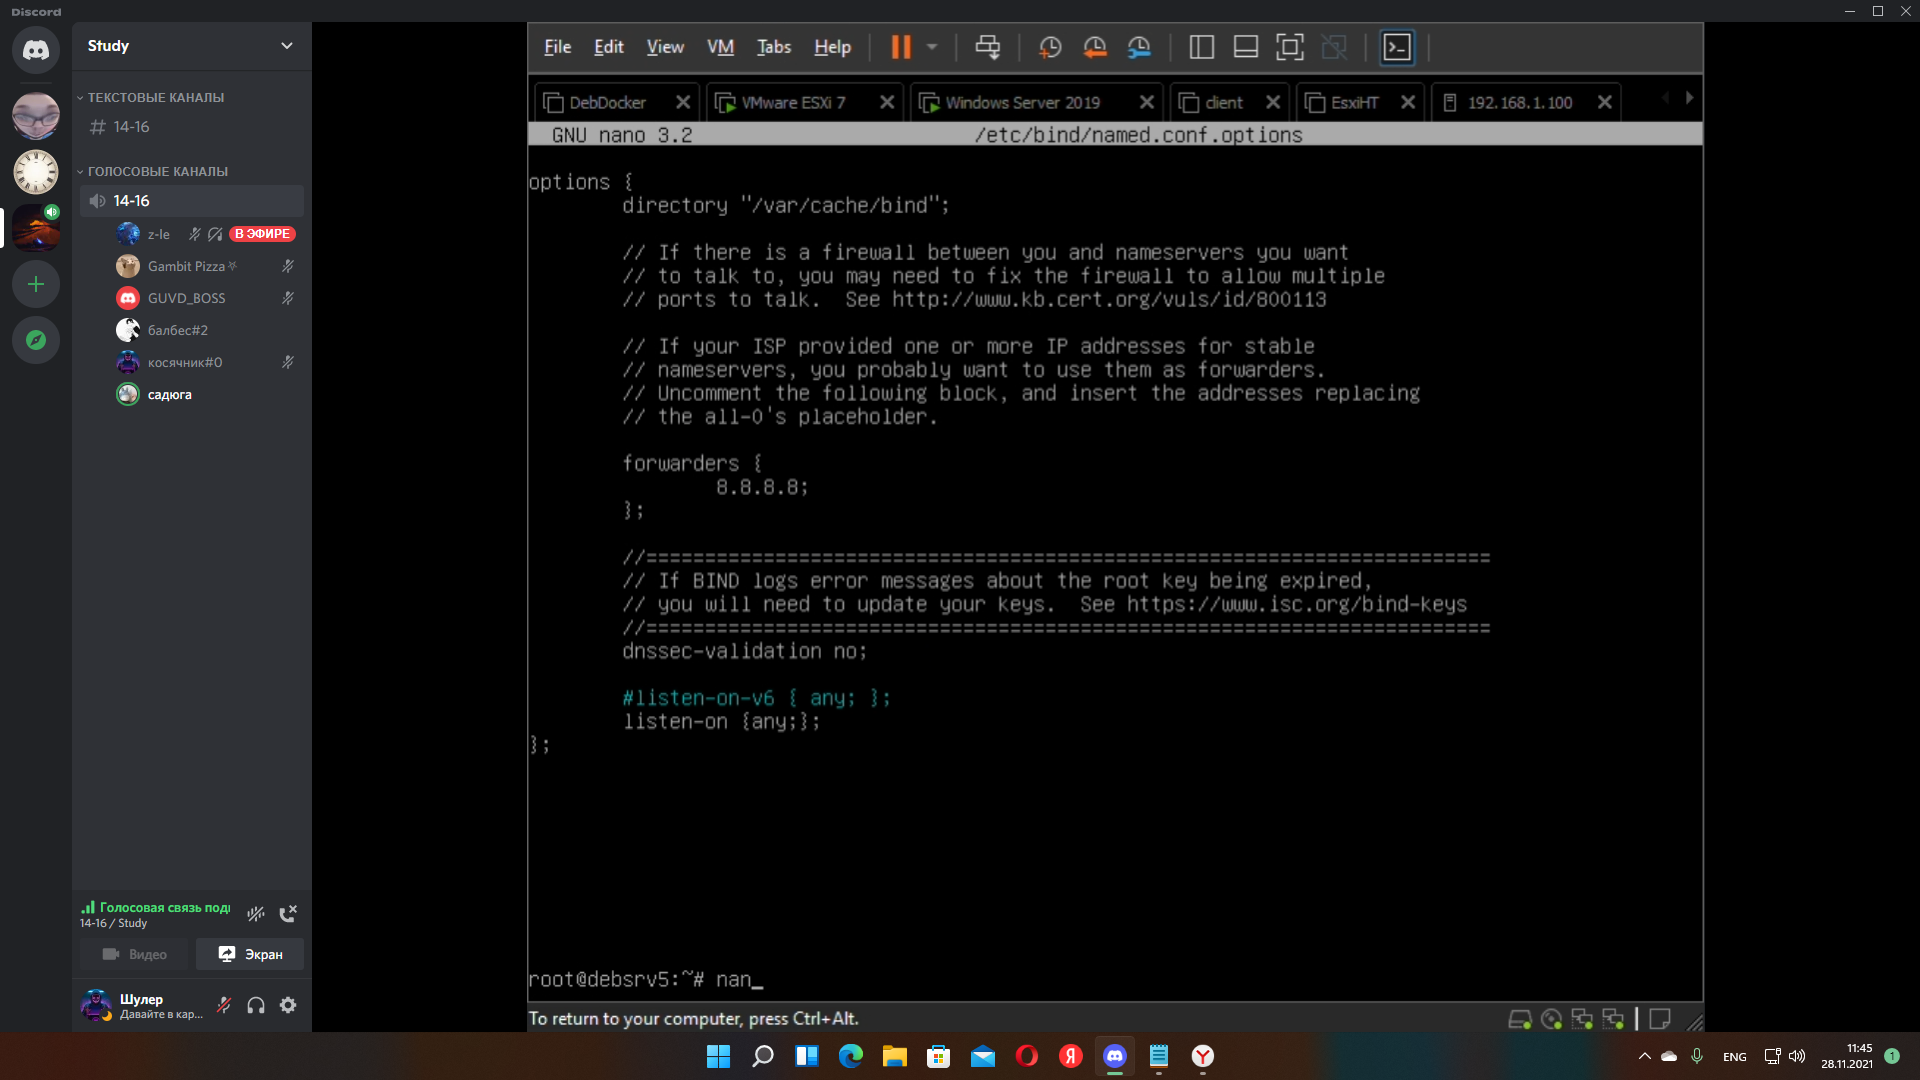 Discord
Study
ТЕКСТОВЫЕ КАНАЛЫ
14-16
ГОЛОСОВЫЕ КАНАЛЫ
14-16
z-le
В ЭФИРЕ
Gambit Pizza
GUVD_BOSS
балбес#2
косячник#0
садюга
Голосовая связь под
14-16 / Study
Видео
Экран
Шулер
Давайте в кар...
File Edit View VM Tabs Help
DebDocker
VMware ESXi 7
Windows Server 2019
client
EsxiHT
192.168.1.100
GNU nano 3.2 /etc/bind/named.conf.options
options {
directory "/var/cache/bind";
// If there is a firewall between you and nameservers you want
// to talk to, you may need to fix the firewall to allow multiple
// ports to talk.  See http://www.kb.cert.org/vuls/id/800113
// If your ISP provided one or more IP addresses for stable
// nameservers, you probably want to use them as forwarders.
// Uncomment the following block, and insert the addresses replacing
// the all-0's placeholder.
forwarders {
8.8.8.8;
};
//========================================================================
// If BIND logs error messages about the root key being expired,
// you will need to update your keys.  See https://www.isc.org/bind-keys
//========================================================================
dnssec-validation no;
#listen-on-v6 { any; };
listen-on {any;};
};
root@debsrv5:~# nan_
To return to your computer, press Ctrl+Alt.
ENG
11:45
28.11.2021
1